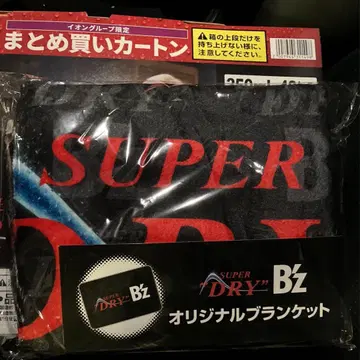 イオングループ限定
まとめ買いカートン
箱の上段だけを
持ち上げない様に、
注意してください。
SUPER
B
SUPER
"DRY"
B'z
SUPER
"DRY" B'z
オリジナルブランケット